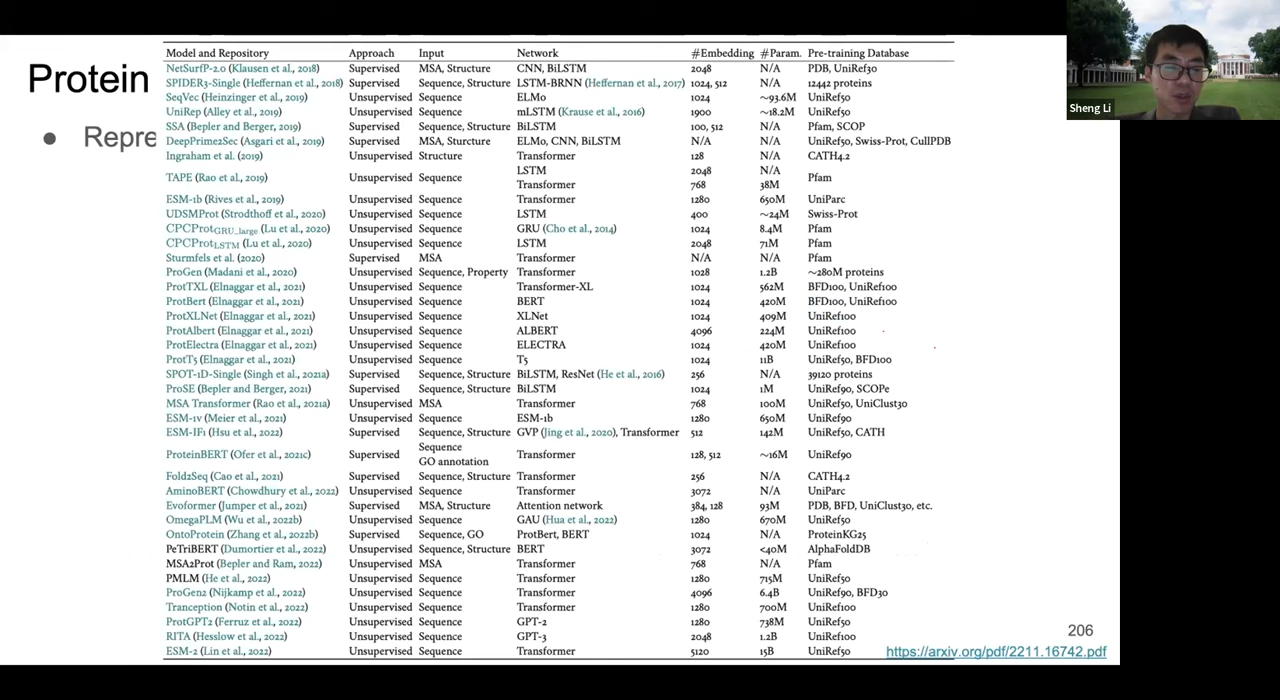 Protein
● Repre
Model and Repository Approach Input Network #Embedding #Param. Pre-training Database
NetSurfP-2.0 (Klausen et al., 2018) Supervised MSA, Structure CNN, BiLSTM 2048 N/A PDB, UniRef30
SPIDER3-Single (Heffernan et al., 2018) Supervised Sequence, Structure LSTM-BRNN (Heffernan et al., 2017) 1024, 512 N/A 12442 proteins
SeqVec (Heinzinger et al., 2019) Unsupervised Sequence ELMo 1024 ~93.6M UniRef50
UniRep (Alley et al., 2019) Unsupervised Sequence mLSTM (Krause et al., 2016) 1900 ~18.2M UniRef50
SSA (Bepler and Berger, 2019) Supervised Sequence, Structure BiLSTM 100, 512 N/A Pfam, SCOP
DeepPrime2Sec (Asgari et al., 2019) Supervised MSA, Sturcture ELMo, CNN, BiLSTM N/A N/A UniRef50, Swiss-Prot, CullPDB
Ingraham et al. (2019) Unsupervised Structure Transformer 128 N/A CATH4.2
LSTM 2048 N/A
TAPE (Rao et al., 2019) Unsupervised Sequence Pfam
Transformer 768 38M
ESM-1b (Rives et al., 2019) Unsupervised Sequence Transformer 1280 650M UniParc
UDSMProt (Strodthoff et al., 2020) Unsupervised Sequence LSTM 400 ~24M Swiss-Prot
CPCProtGRU_large (Lu et al., 2020) Unsupervised Sequence GRU (Cho et al., 2014) 1024 8.4M Pfam
CPCProtLSTM (Lu et al., 2020) Unsupervised Sequence LSTM 2048 71M Pfam
Sturmfels et al. (2020) Supervised MSA Transformer N/A N/A Pfam
ProGen (Madani et al., 2020) Unsupervised Sequence, Property Transformer 1028 1.2B ~280M proteins
ProtTXL (Elnaggar et al., 2021) Unsupervised Sequence Transformer-XL 1024 562M BFD100, UniRef100
ProtBert (Elnaggar et al., 2021) Unsupervised Sequence BERT 1024 420M BFD100, UniRef100
ProtXLNet (Elnaggar et al., 2021) Unsupervised Sequence XLNet 1024 409M UniRef100
ProtAlbert (Elnaggar et al., 2021) Unsupervised Sequence ALBERT 4096 224M UniRef100
ProtElectra (Elnaggar et al., 2021) Unsupervised Sequence ELECTRA 1024 420M UniRef100
ProtT5 (Elnaggar et al., 2021) Unsupervised Sequence T5 1024 11B UniRef50, BFD100
SPOT-1D-Single (Singh et al., 2021a) Supervised Sequence, Structure BiLSTM, ResNet (He et al., 2016) 256 N/A 39120 proteins
ProSE (Bepler and Berger, 2021) Supervised Sequence, Structure BiLSTM 1024 1M UniRef90, SCOPe
MSA Transformer (Rao et al., 2021a) Unsupervised MSA Transformer 768 100M UniRef50, UniClust30
ESM-1v (Meier et al., 2021) Unsupervised Sequence ESM-1b 1280 650M UniRef90
ESM-IF1 (Hsu et al., 2022) Supervised Sequence, Structure GVP (Jing et al., 2020), Transformer 512 142M UniRef50, CATH
Sequence
ProteinBERT (Ofer et al., 2021c) Supervised Transformer 128, 512 ~16M UniRef90
GO annotation
Fold2Seq (Cao et al., 2021) Supervised Sequence, Structure Transformer 256 N/A CATH4.2
AminoBERT (Chowdhury et al., 2022) Unsupervised Sequence Transformer 3072 N/A UniParc
Evoformer (Jumper et al., 2021) Supervised MSA, Structure Attention network 384, 128 93M PDB, BFD, UniClust30, etc.
OmegaPLM (Wu et al., 2022b) Unsupervised Sequence GAU (Hua et al., 2022) 1280 670M UniRef50
OntoProtein (Zhang et al., 2022b) Supervised Sequence, GO ProtBert, BERT 1024 N/A ProteinKG25
PeTriBERT (Dumortier et al., 2022) Unsupervised Sequence, Structure BERT 3072 <40M AlphaFoldDB
MSA2Prot (Bepler and Ram, 2022) Unsupervised MSA Transformer 768 N/A Pfam
PMLM (He et al., 2022) Unsupervised Sequence Transformer 1280 715M UniRef50
ProGen2 (Nijkamp et al., 2022) Unsupervised Sequence Transformer 4096 6.4B UniRef90, BFD30
Tranception (Notin et al., 2022) Unsupervised Sequence Transformer 1280 700M UniRef100
ProtGPT2 (Ferruz et al., 2022) Unsupervised Sequence GPT-2 1280 738M UniRef50
RITA (Hesslow et al., 2022) Unsupervised Sequence GPT-3 2048 1.2B UniRef100
ESM-2 (Lin et al., 2022) Unsupervised Sequence Transformer 5120 15B UniRef50
206
https://arxiv.org/pdf/2211.16742.pdf
Sheng Li